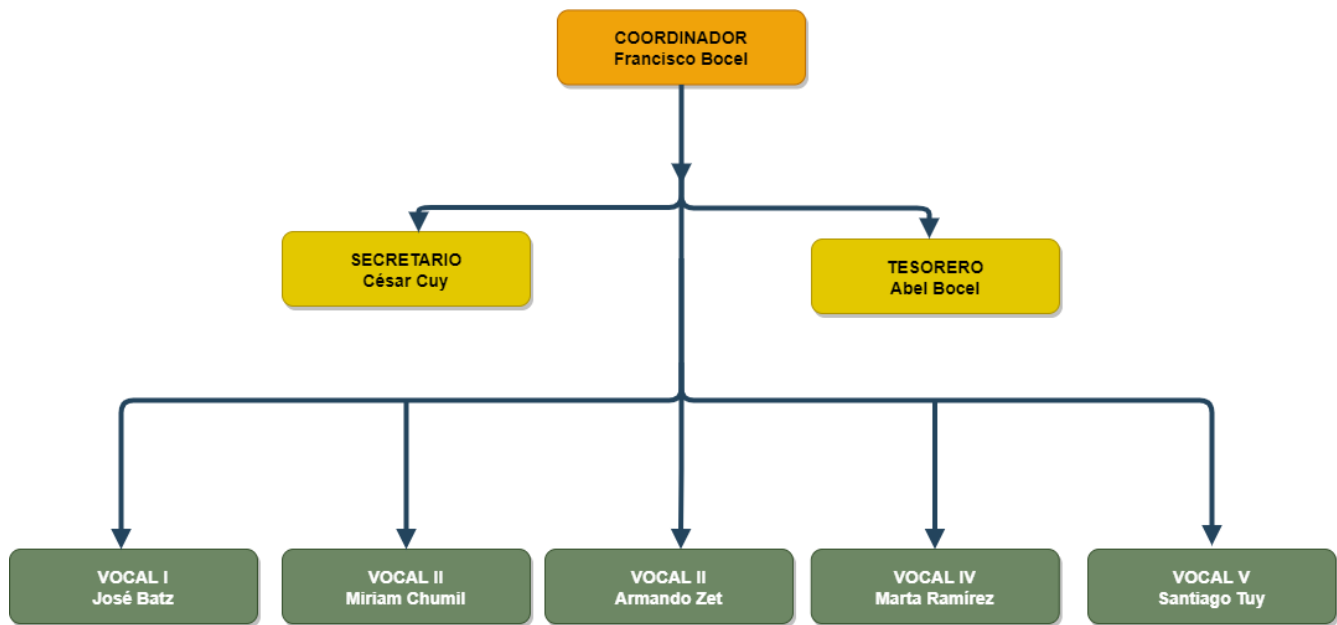 COORDINADOR
Francisco Bocel
SECRETARIO
César Cuy
TESORERO
Abel Bocel
VOCAL I
José Batz
VOCAL II
Miriam Chumil
VOCAL II
Armando Zet
VOCAL IV
Marta Ramírez
VOCAL V
Santiago Tuy